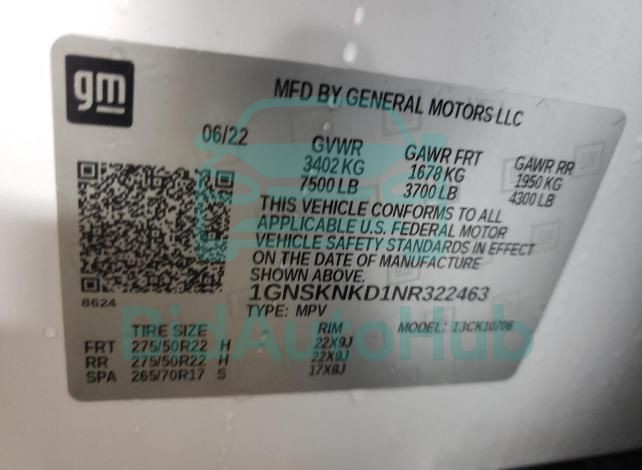 gm
MFD BY GENERAL MOTORS LLC
06/22
GVWR GAWR FRT GAWR RR
3402 KG 1678 KG 1950 KG
7500 LB 3700 LB 4300 LB
THIS VEHICLE CONFORMS TO ALL
APPLICABLE U.S. FEDERAL MOTOR
VEHICLE SAFETY STANDARDS IN EFFECT
ON THE DATE OF MANUFACTURE
SHOWN ABOVE.
8624
1GNSKNKD1NR322463
TYPE: MPV MODEL: 13CK10706
TIRE SIZE RIM
FRT 275/50R22 H 22X9J
RR 275/50R22 H 22X9J
SPA 265/70R17 S 17X8J
BidAutoHub